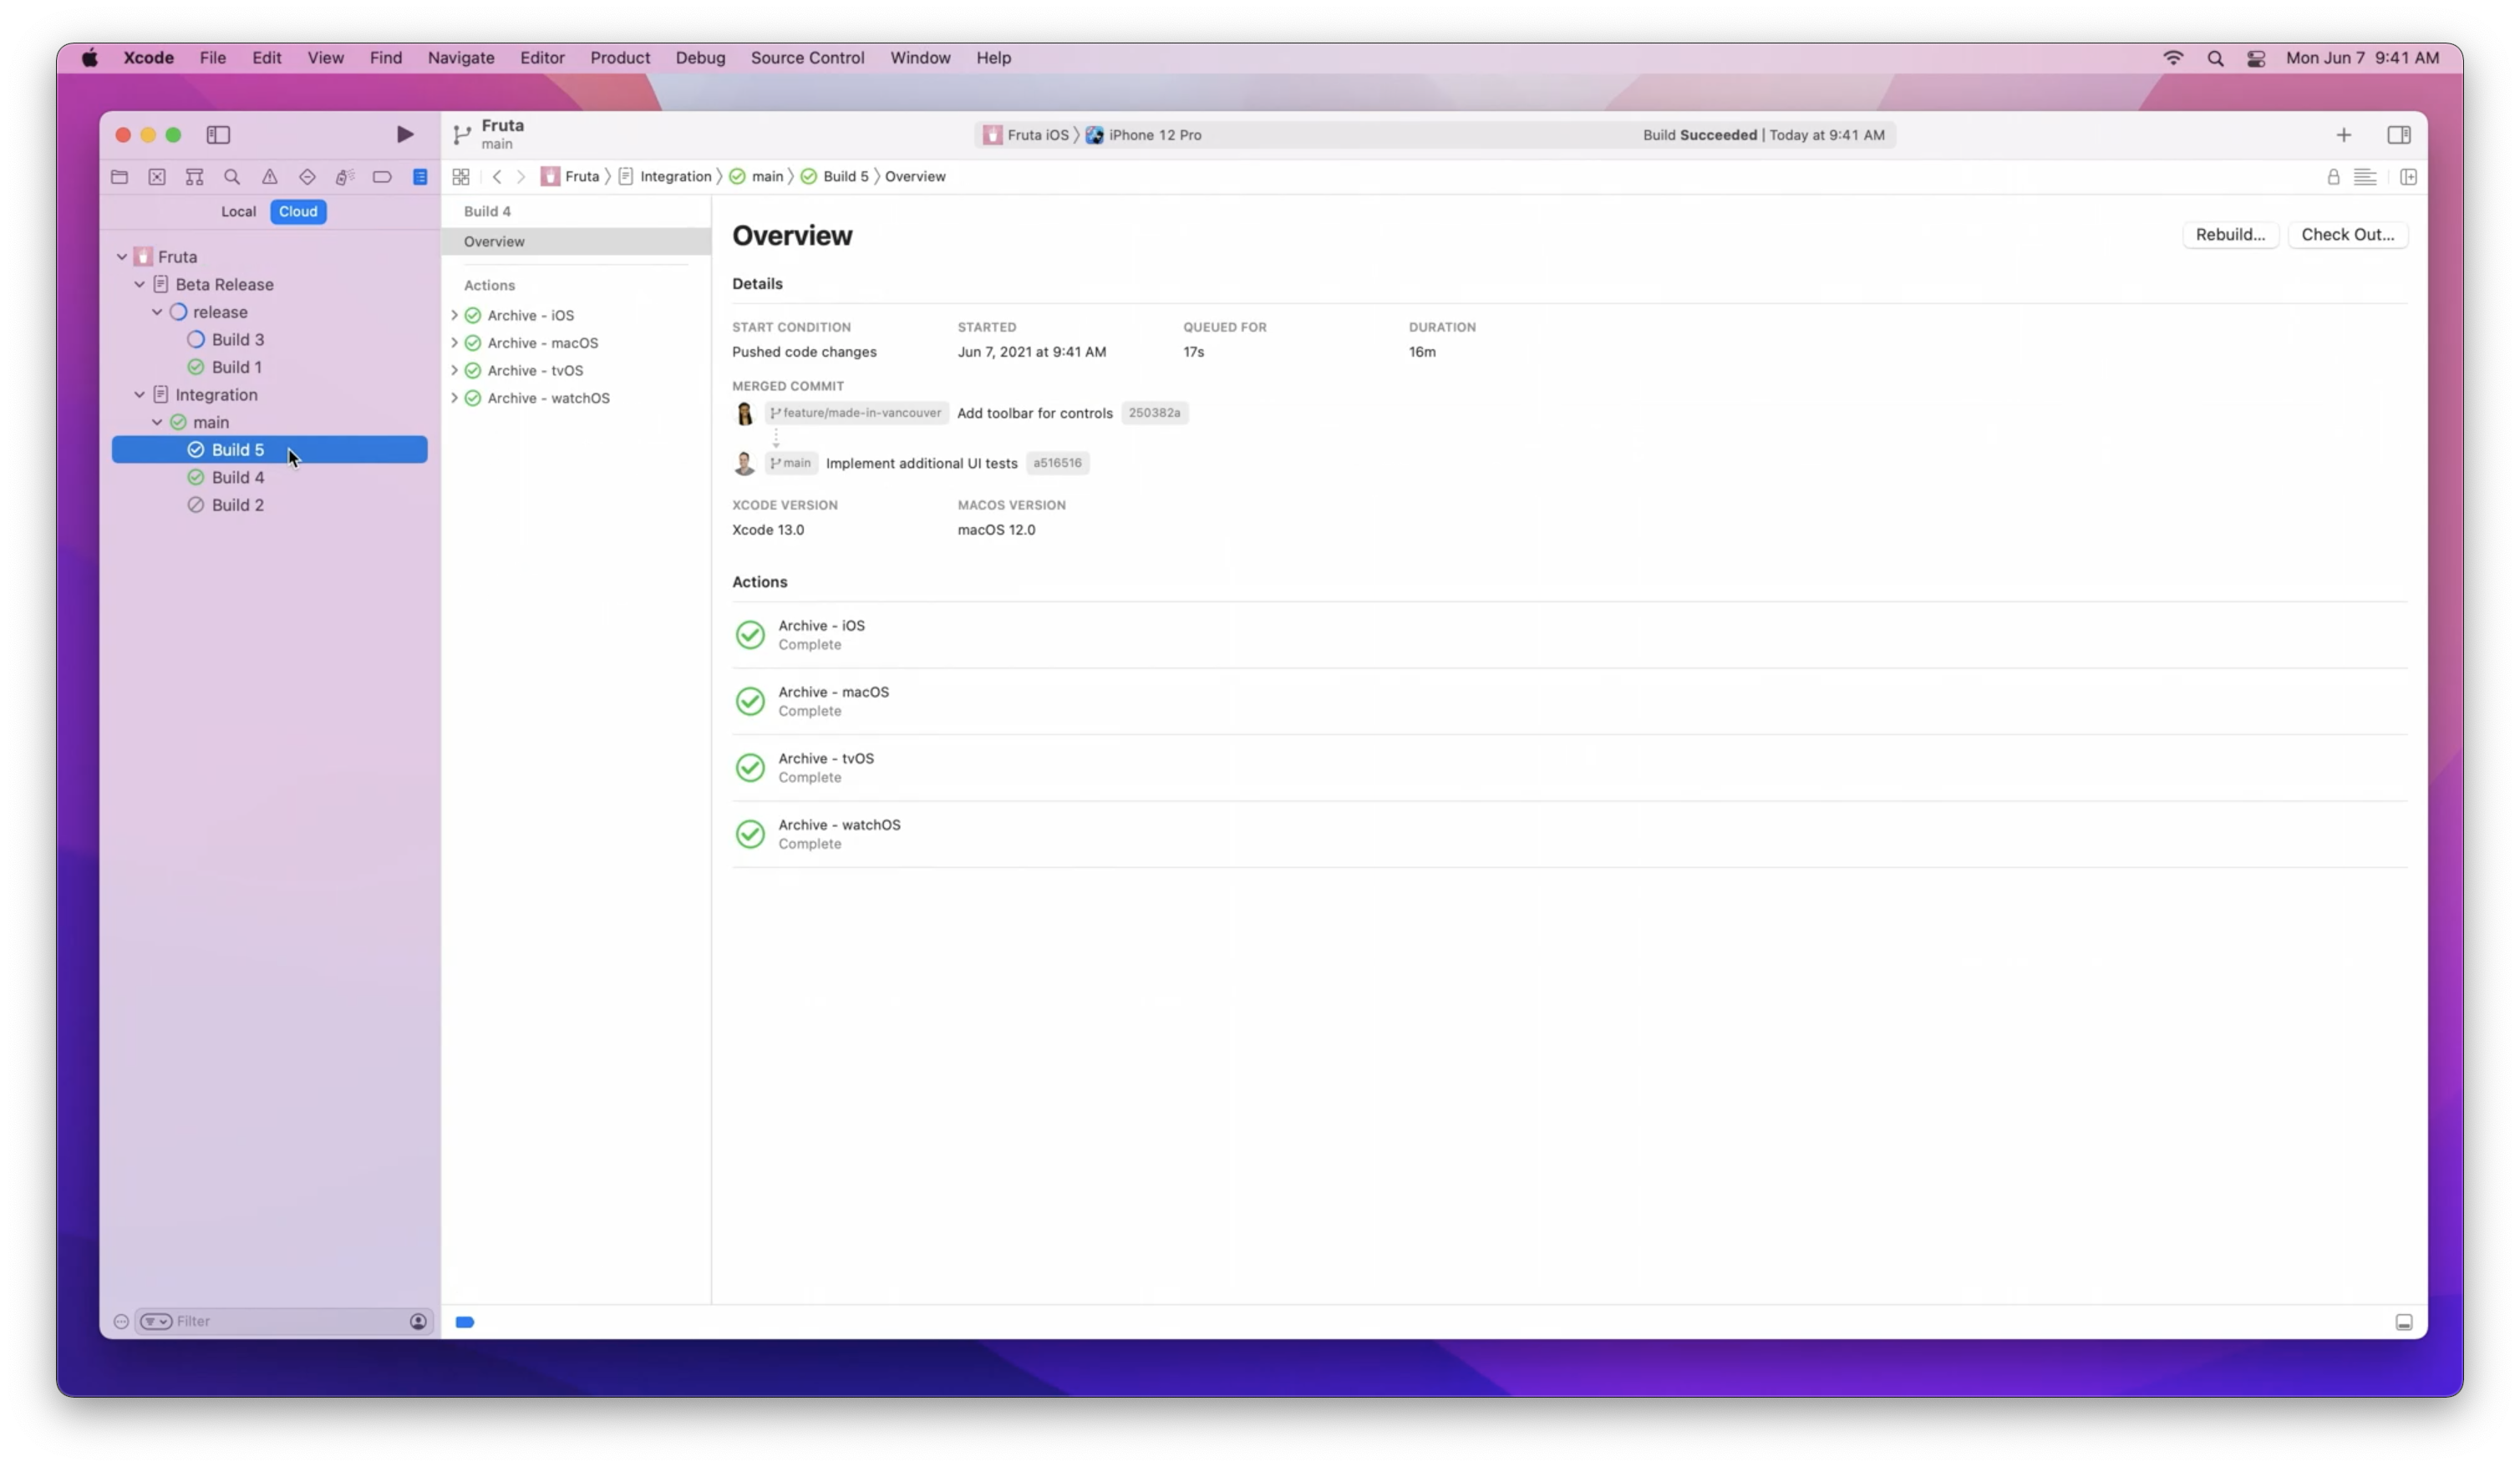 Xcode File Edit View Find Navigate Editor Product Debug Source Control Window Help Mon Jun 7 9:41 AM
Fruta
main
Fruta iOS iPhone 12 Pro Build Succeeded | Today at 9:41 AM
Fruta Integration main Build 5 Overview
Local Cloud
Fruta
Beta Release
release
Build 3
Build 1
Integration
main
Build 5
Build 4
Build 2
Filter
Build 4
Overview
Actions
Archive - iOS
Archive - macOS
Archive - tvOS
Archive - watchOS
Overview
Rebuild... Check Out...
Details
START CONDITION STARTED QUEUED FOR DURATION
Pushed code changes Jun 7, 2021 at 9:41 AM 17s 16m
MERGED COMMIT
feature/made-in-vancouver Add toolbar for controls 250382a
main Implement additional UI tests a516516
XCODE VERSION MACOS VERSION
Xcode 13.0 macOS 12.0
Actions
Archive - iOS
Complete
Archive - macOS
Complete
Archive - tvOS
Complete
Archive - watchOS
Complete